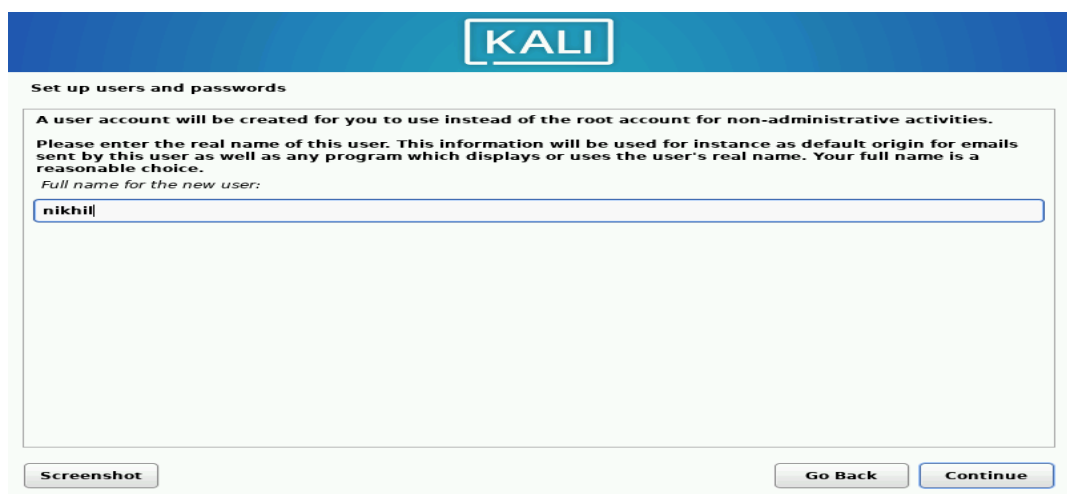 KALI
Set up users and passwords
A user account will be created for you to use instead of the root account for non-administrative activities.
Please enter the real name of this user. This information will be used for instance as default origin for emails
sent by this user as well as any program which displays or uses the user's real name. Your full name is a
reasonable choice.
Full name for the new user:
nikhil
Screenshot
Go Back
Continue